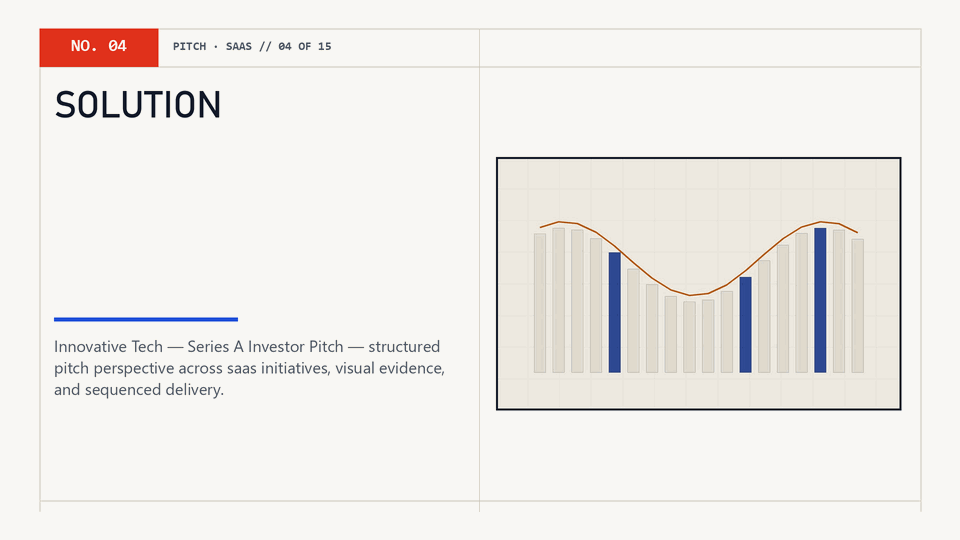 NO. 04
PITCH · SAAS // 04 OF 15
SOLUTION
Innovative Tech — Series A Investor Pitch — structured
pitch perspective across saas initiatives, visual evidence,
and sequenced delivery.